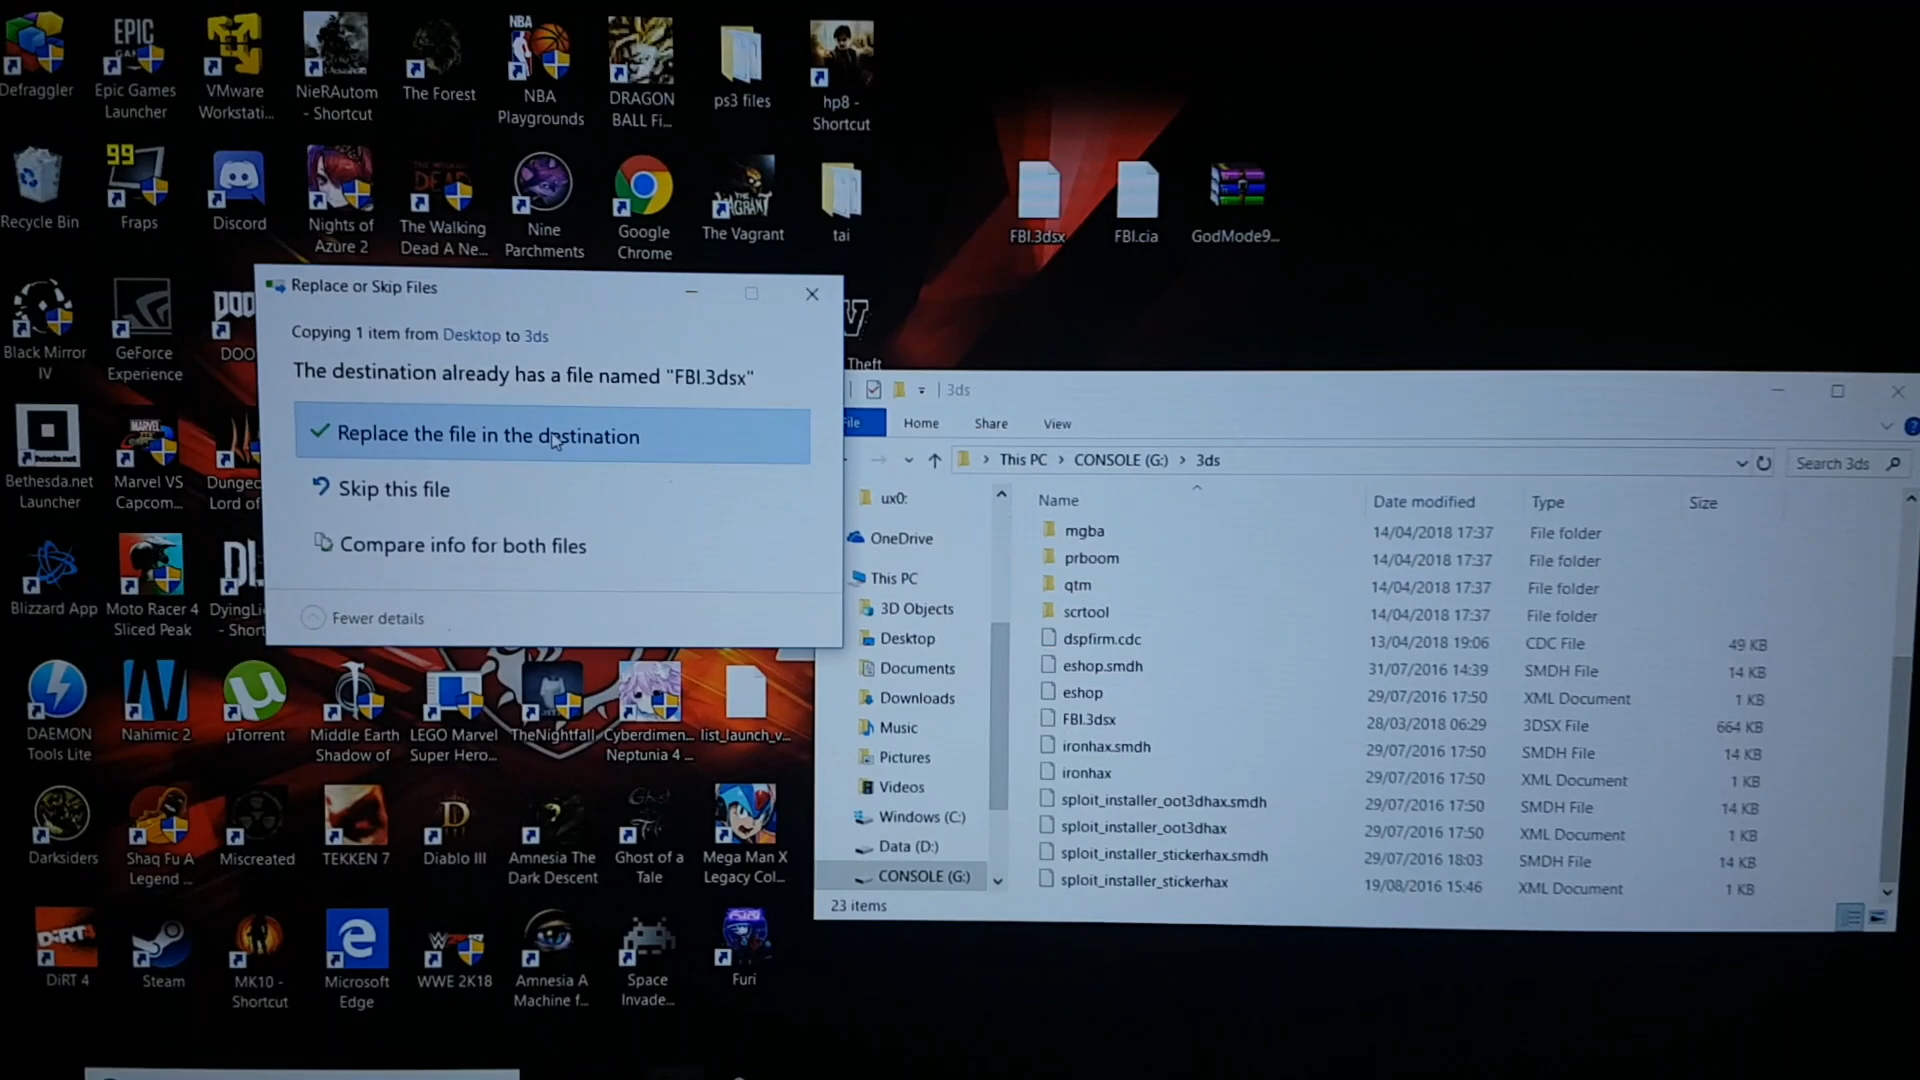 Defraggler
EPIC
GAMES
Epic Games
Launcher
VMware
Workstati...
NieRAutom
- Shortcut
The Forest
NBA
NBA
Playgrounds
DRAGON
BALL Fi...
ps3 files
hp8 -
Shortcut
Recycle Bin
99
Fraps
Discord
Nights of
Azure 2
The Walking
Dead A Ne...
Nine
Parchments
Google
Chrome
The Vagrant
tai
FBI.3dsx
FBI.cia
GodMode9...
Black Mirror
IV
GeForce
Experience
DOO
Theft
Replace or Skip Files
Copying 1 item from Desktop to 3ds
The destination already has a file named "FBI.3dsx"
Replace the file in the destination
Skip this file
Compare info for both files
Fewer details
Bethesda.net
Launcher
MARVEL
Marvel VS
Capcom...
Dungeo
Lord of
Blizzard App
Moto Racer 4
Sliced Peak
DL
DyingLi
- Short
3ds
File
Home
Share
View
This PC
CONSOLE (G:)
3ds
Search 3ds
ux0:
OneDrive
This PC
3D Objects
Desktop
Documents
Downloads
Music
Pictures
Videos
Windows (C:)
Data (D:)
CONSOLE (G:)
Name Date modified Type Size
mgba 14/04/2018 17:37 File folder
prboom 14/04/2018 17:37 File folder
qtm 14/04/2018 17:37 File folder
scrtool 14/04/2018 17:37 File folder
dspfirm.cdc 13/04/2018 19:06 CDC File 49 KB
eshop.smdh 31/07/2016 14:39 SMDH File 14 KB
eshop 29/07/2016 17:50 XML Document 1 KB
FBI.3dsx 28/03/2018 06:29 3DSX File 664 KB
ironhax.smdh 29/07/2016 17:50 SMDH File 14 KB
ironhax 29/07/2016 17:50 XML Document 1 KB
sploit_installer_oot3dhax.smdh 29/07/2016 17:50 SMDH File 14 KB
sploit_installer_oot3dhax 29/07/2016 17:50 XML Document 1 KB
sploit_installer_stickerhax.smdh 29/07/2016 18:03 SMDH File 14 KB
sploit_installer_stickerhax 19/08/2016 15:46 XML Document 1 KB
23 items
DAEMON
Tools Lite
Nahimic 2
µTorrent
Middle Earth
Shadow of
LEGO Marvel
Super Hero...
TheNightfall
Cyberdimen...
Neptunia 4 ...
list_launch_v...
Darksiders
Shaq Fu A
Legend ...
Miscreated
TEKKEN 7
Diablo III
Amnesia The
Dark Descent
Ghost of a
Tale
Mega Man X
Legacy Col...
DiRT 4
DiRT 4
Steam
MK10 -
Shortcut
Microsoft
Edge
WWE 2K18
Amnesia A
Machine f...
Space
Invade...
Furi